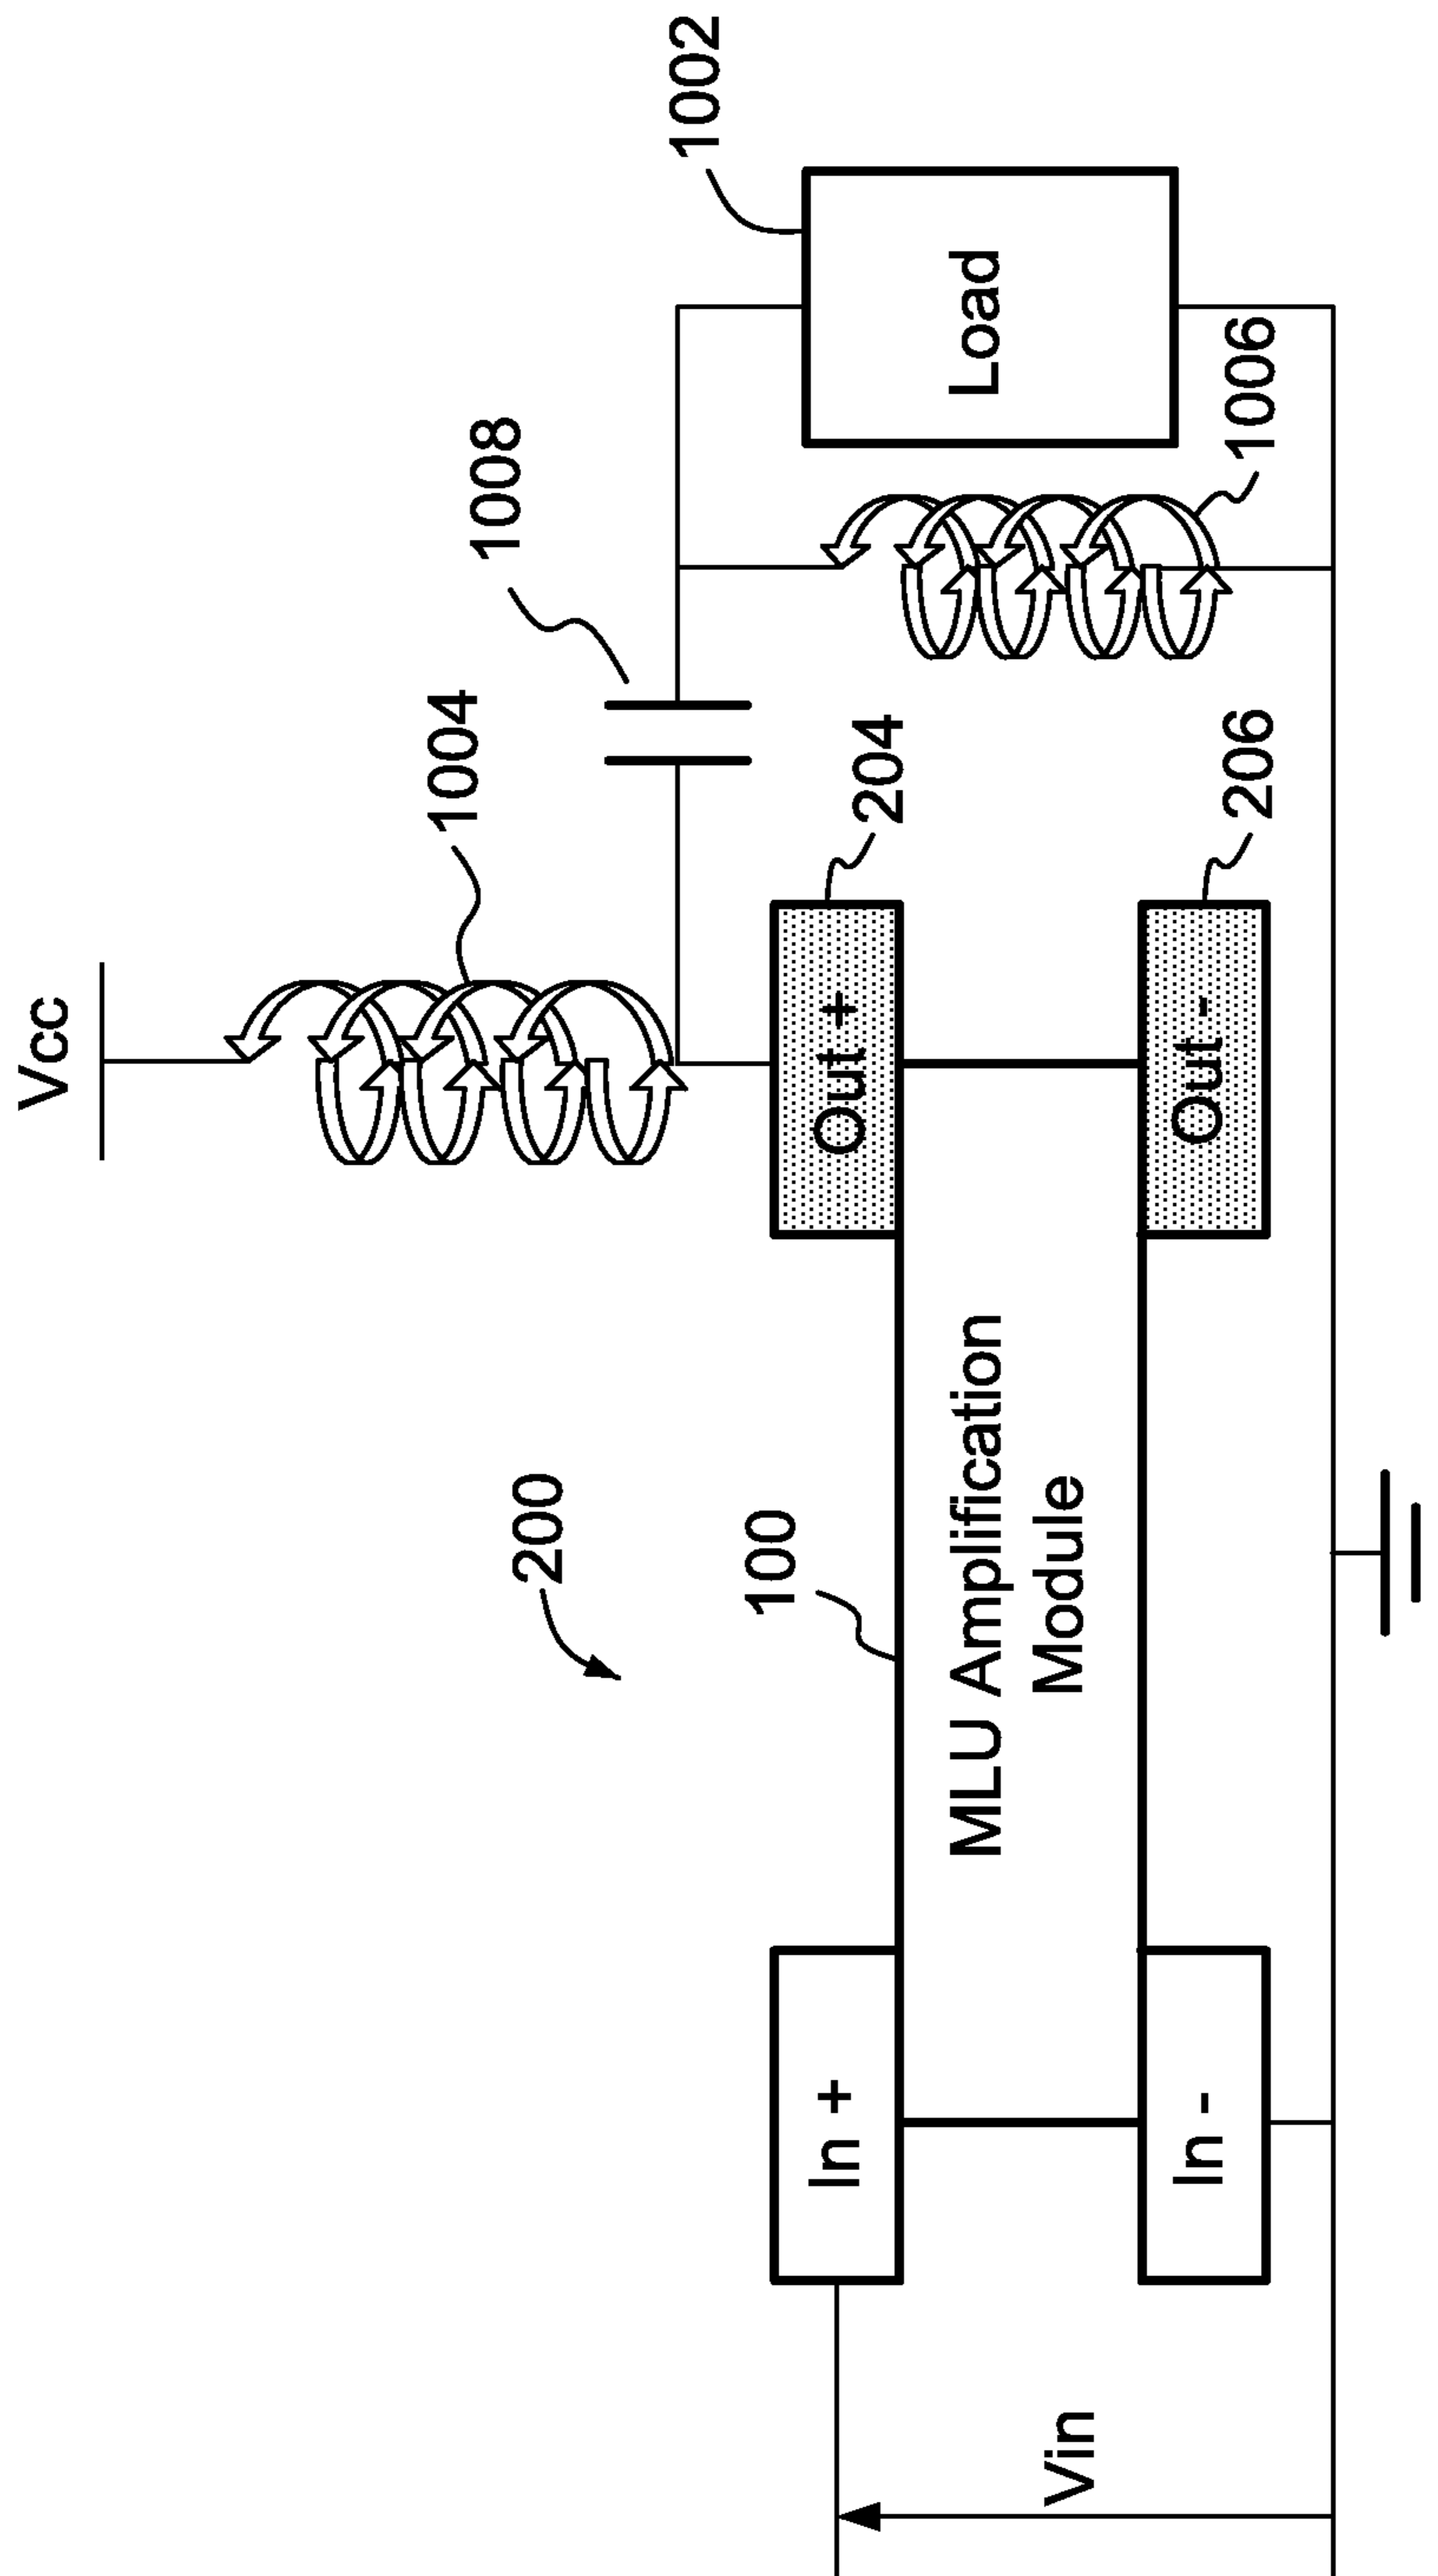 Vcc
1004
1008
1002
200
204
Out +
In +
100
MLU Amplification
Module
Load
Vin
In -
Out -
206
1006